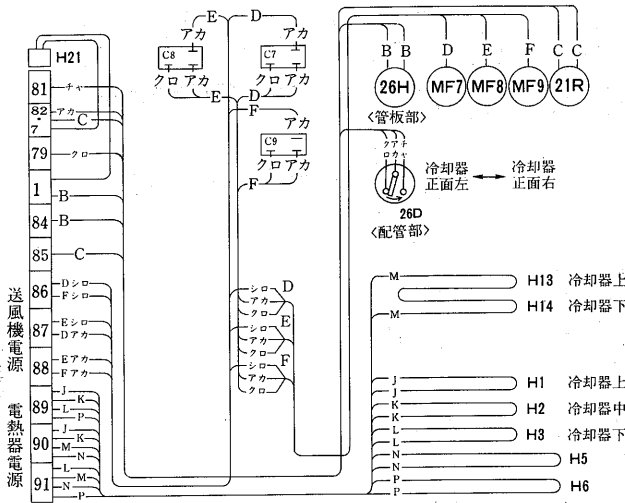 H21
81
チャ
82
・
7
アカ
C
79
クロ
1
B
84
B
85
C
送風機電源
86
Dシロ
Fシロ
87
Eシロ
Dアカ
88
Eアカ
Fアカ
電熱器電源
89
J
K
L
P
90
J
K
M
N
91
L
M
N
P
E
アカ
C8
クロ アカ
E
D
アカ
C7
クロ アカ
D
F
アカ
C9
クロ アカ
F
シロ
アカ
クロ
D
シロ
アカ
クロ
E
シロ
アカ
クロ
F
B B D E F C C
26H MF7 MF8 MF9 21R
〈管板部〉
クロ
アカ
チャ
26D
〈配管部〉
冷却器正面左 ⟷ 冷却器正面右
M H13 冷却器上
M H14 冷却器下
J
J
H1 冷却器上
K
K
H2 冷却器中
L
L
H3 冷却器下
N
N
H5
P
P
H6